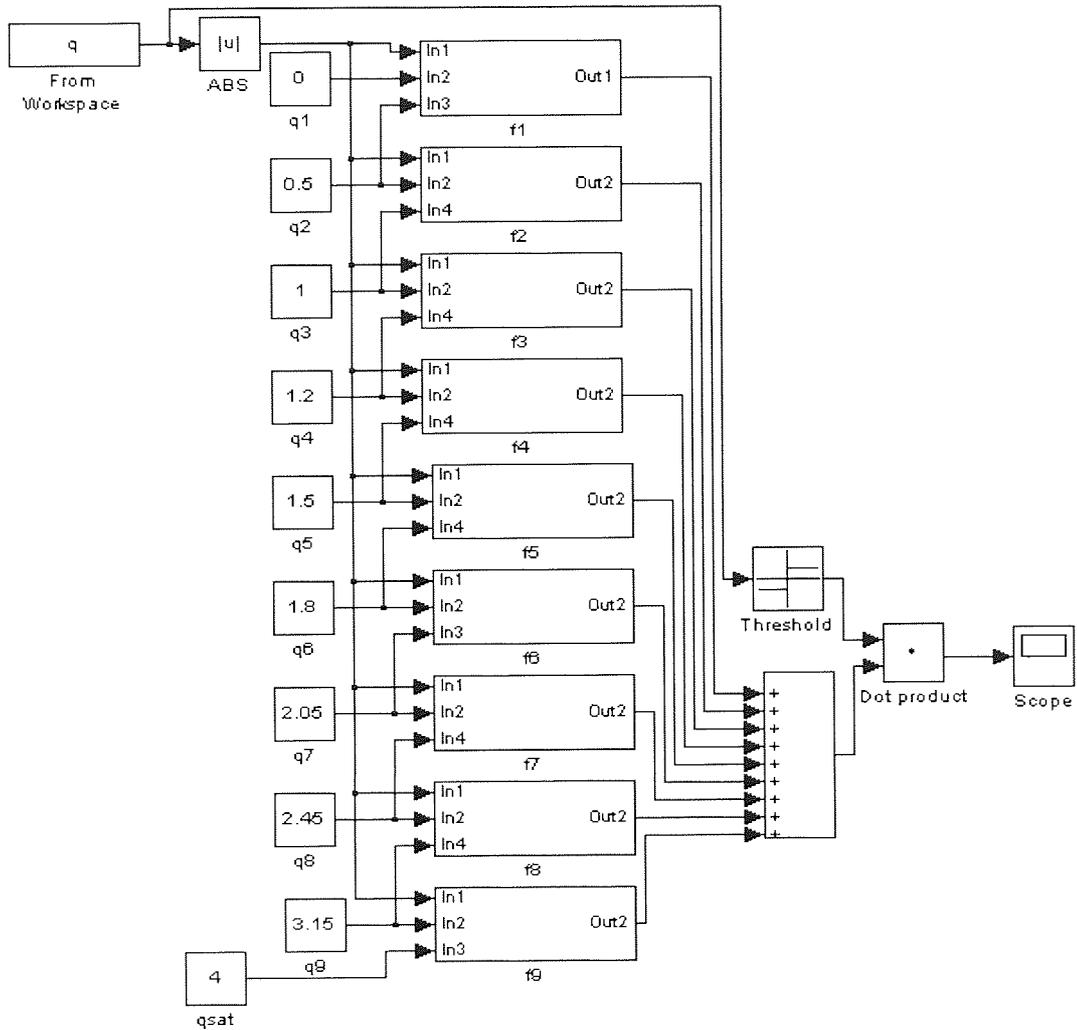 q
From
Workspace
|u|
ABS
0
q1
In1
In2
In3
Out1
f1
0.5
q2
In1
In2
In4
Out2
f2
1
q3
In1
In2
In4
Out2
f3
1.2
q4
In1
In2
In4
Out2
f4
1.5
q5
In1
In2
In4
Out2
f5
1.8
q6
In1
In2
In3
Out2
f6
2.05
q7
In1
In2
In4
Out2
f7
2.45
q8
In1
In2
In4
Out2
f8
3.15
q9
In1
In2
In3
Out2
f9
4
qsat
Threshold
+
+
+
+
+
+
+
+
+
Dot product
Scope